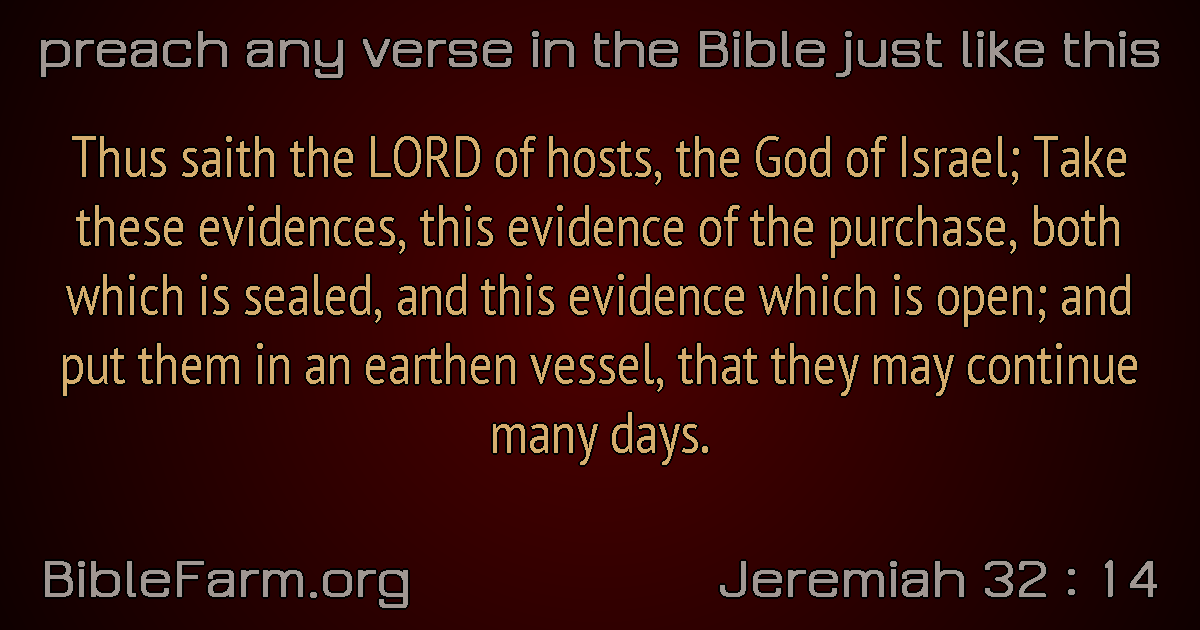 preach any verse in the Bible just like this
Thus saith the LORD of hosts, the God of Israel; Take
these evidences, this evidence of the purchase, both
which is sealed, and this evidence which is open; and
put them in an earthen vessel, that they may continue
many days.
BibleFarm.org
Jeremiah 32 : 14